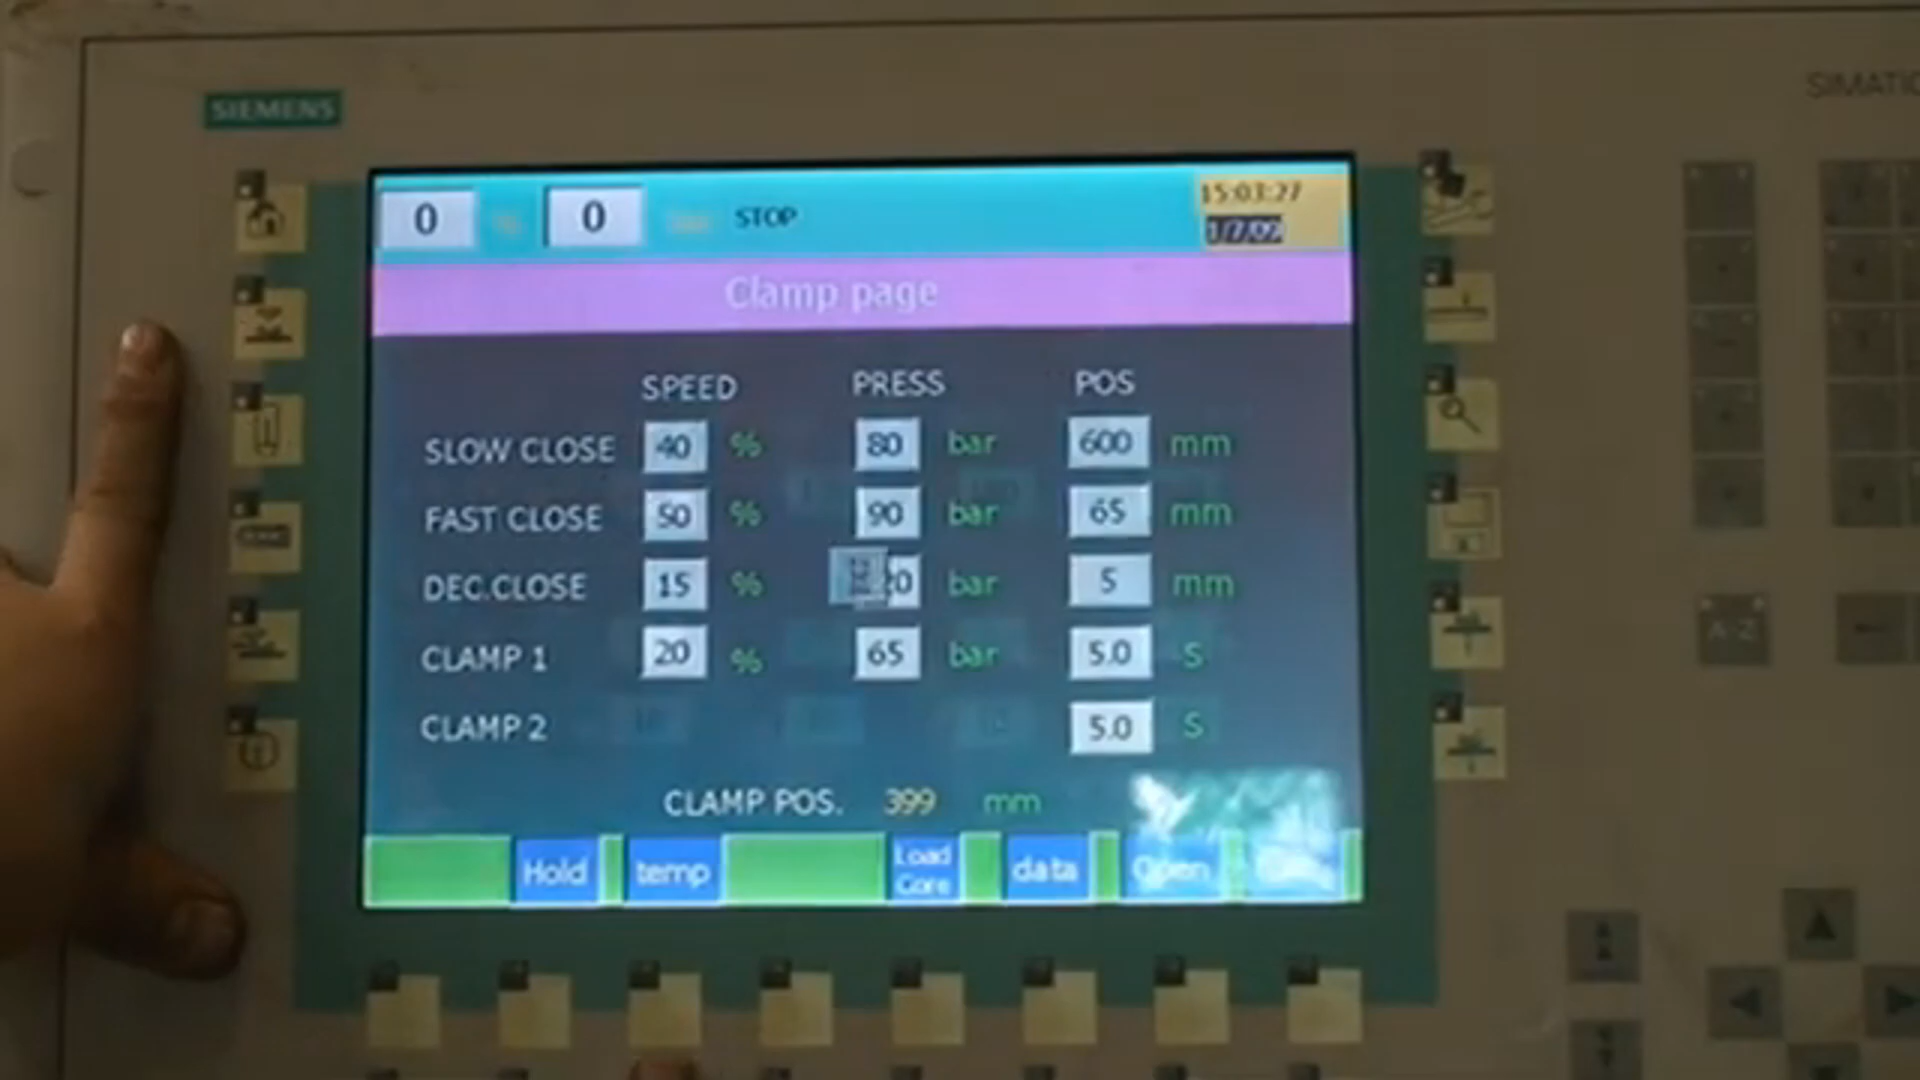 SIEMENS
SIMATIC
0 0 STOP
15:03:27
Clamp page
SPEED PRESS POS
SLOW CLOSE 40 % 80 bar 600 mm
FAST CLOSE 50 % 90 bar 65 mm
DEC.CLOSE 15 % bar 5 mm
CLAMP 1 20 % 65 bar 5.0 S
CLAMP 2 5.0 S
CLAMP POS. 399 mm
Hold temp Load Core data Open
A-Z